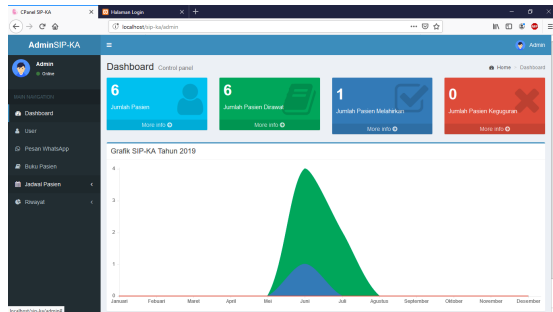 CPanel SIP-KA
Halaman Login
localhost/sip-ka/admin
AdminSIP-KA
Admin
Admin
Online
MAIN NAVIGATION
Dashboard
User
Pesan WhatsApp
Buku Pasien
Jadwal Pasien
Riwayat
Dashboard Control panel
Home
Dashboard
6
Jumlah Pasien
More info
6
Jumlah Pasien Dirawat
More info
1
Jumlah Pasien Melahirkan
More info
0
Jumlah Pasien Keguguran
More info
Grafik SIP-KA Tahun 2019
4
3
2
1
0
Januari Febuari Maret April Mei Juni Juli Agustus September Oktober November Desember
localhost/sip-ka/admin#